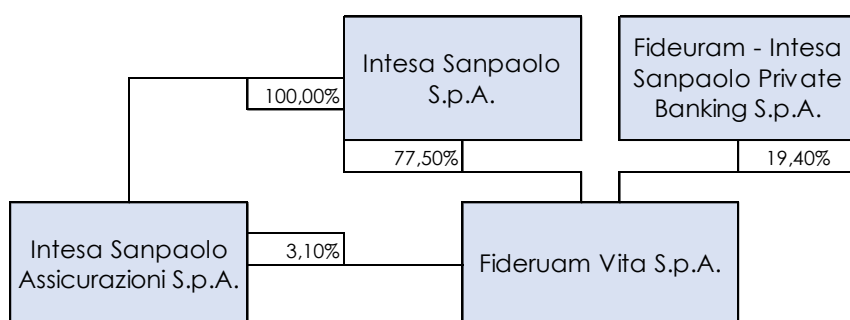 Intesa Sanpaolo
S.p.A.
Fideuram - Intesa
Sanpaolo Private
Banking S.p.A.
100,00%
77,50%
19,40%
Intesa Sanpaolo
Assicurazioni S.p.A.
3,10%
Fideruam Vita S.p.A.